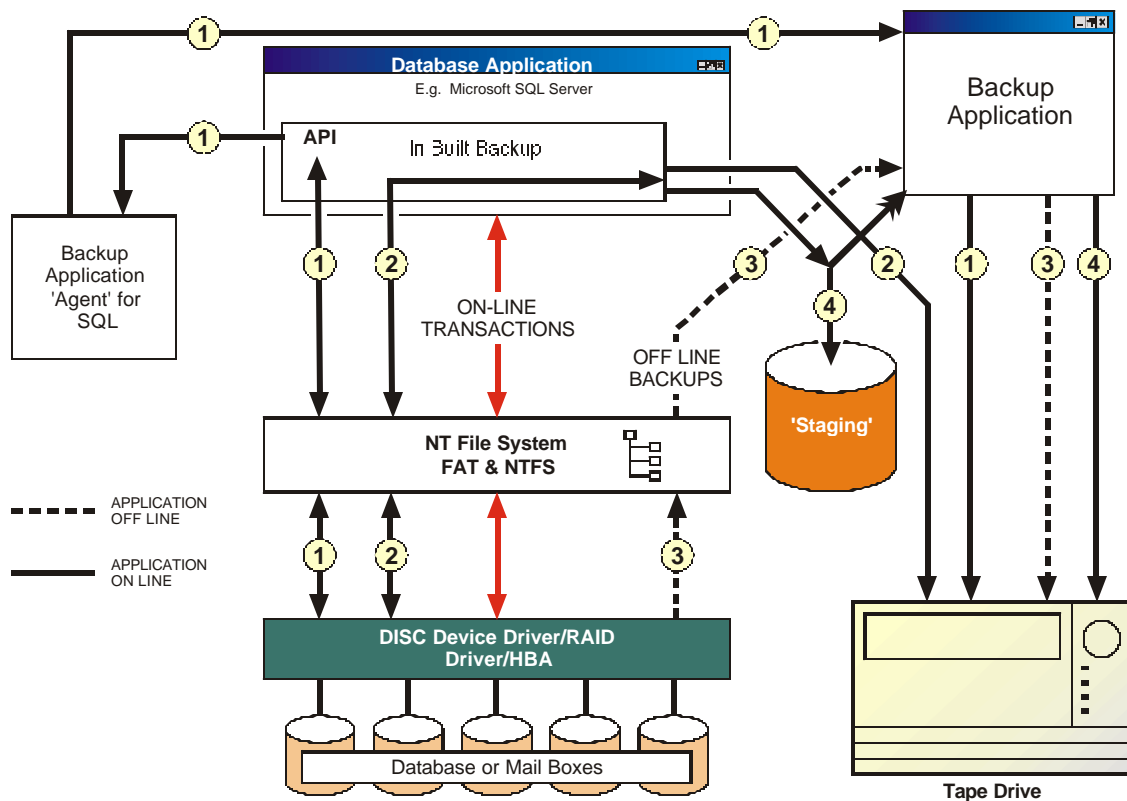 1
1
Database Application
E.g. Microsoft SQL Server
Backup
Application
1
API
In Built Backup
Backup
Application
'Agent' for
SQL
1
2
3
2
1
3
4
ON-LINE
TRANSACTIONS
4
OFF LINE
BACKUPS
'Staging'
NT File System
FAT & NTFS
APPLICATION
OFF LINE
APPLICATION
ON LINE
1
2
3
DISC Device Driver/RAID
Driver/HBA
Database or Mail Boxes
Tape Drive